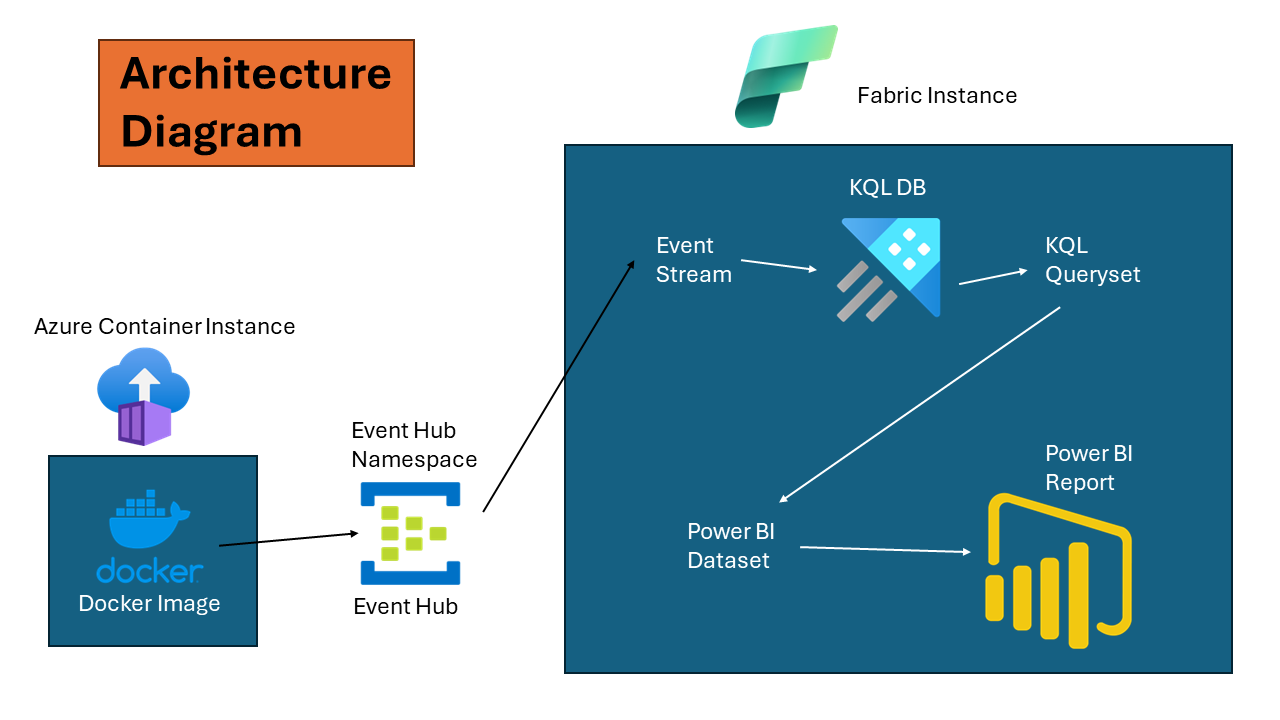 Architecture
Diagram
Fabric Instance
KQL DB
Event
Stream
KQL
Queryset
Azure Container Instance
Event Hub
Namespace
Power BI
Report
Power BI
Dataset
docker
Docker Image
Event Hub